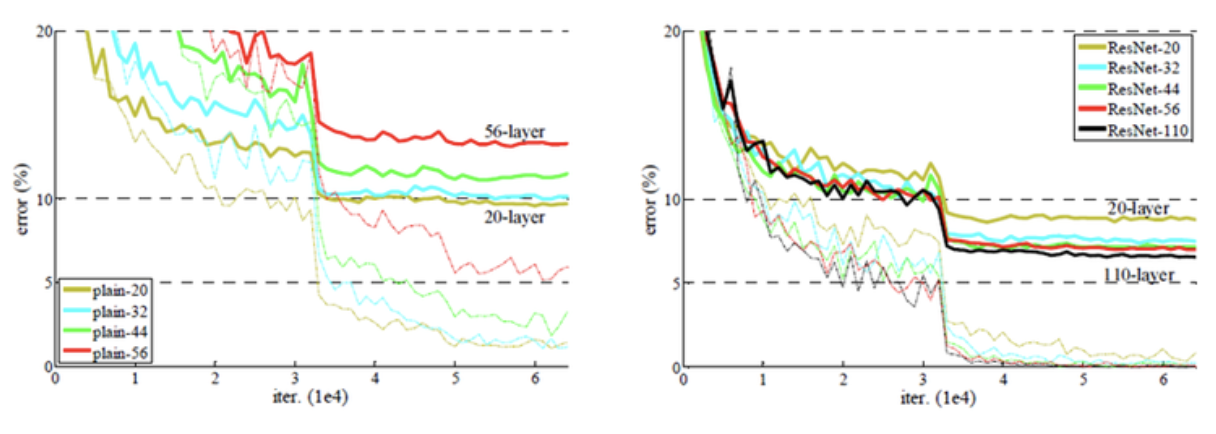 20
10
5
0
error (%)
56-layer
20-layer
plain-20
plain-32
plain-44
plain-56
0 1 2 3 4 5 6
iter. (1e4)
20
10
5
0
error (%)
ResNet-20
ResNet-32
ResNet-44
ResNet-56
ResNet-110
20-layer
110-layer
0 1 2 3 4 5 6
iter. (1e4)